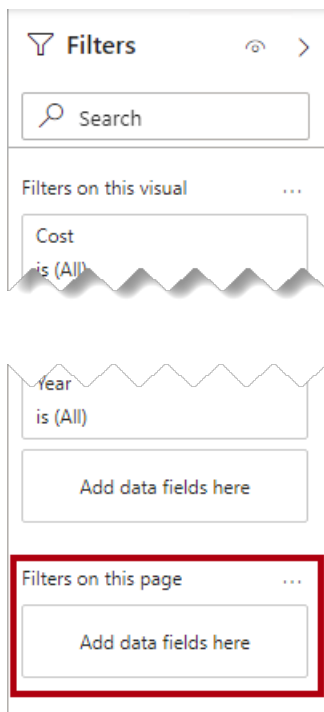 Filters
Search
Filters on this visual ...
Cost
is (All)
Year
is (All)
Add data fields here
Filters on this page ...
Add data fields here